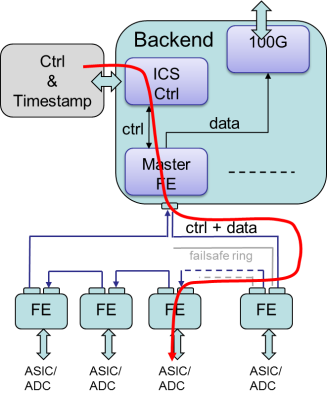 Backend
100G
Ctrl
&
Timestamp
ICS
Ctrl
ctrl
data
Master
FE
ctrl + data
failsafe ring
FE
FE
FE
FE
ASIC/
ADC
ASIC/
ADC
ASIC/
ADC
ASIC/
ADC